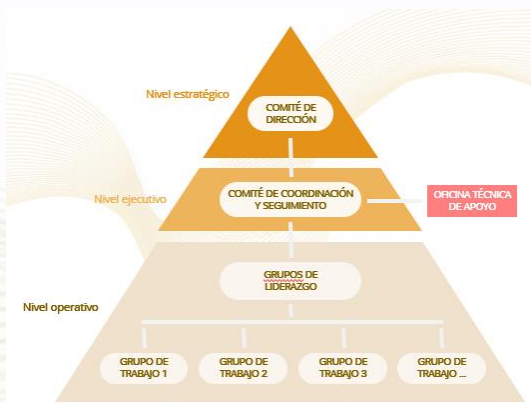 Nivel estratégico
COMITÉ DE
DIRECCIÓN
Nivel ejecutivo
COMITÉ DE COORDINACIÓN
Y SEGUIMIENTO
OFICINA TÉCNICA
DE APOYO
GRUPOS DE
LIDERAZGO
Nivel operativo
GRUPO DE
TRABAJO 1
GRUPO DE
TRABAJO 2
GRUPO DE
TRABAJO 3
GRUPO DE
TRABAJO ...